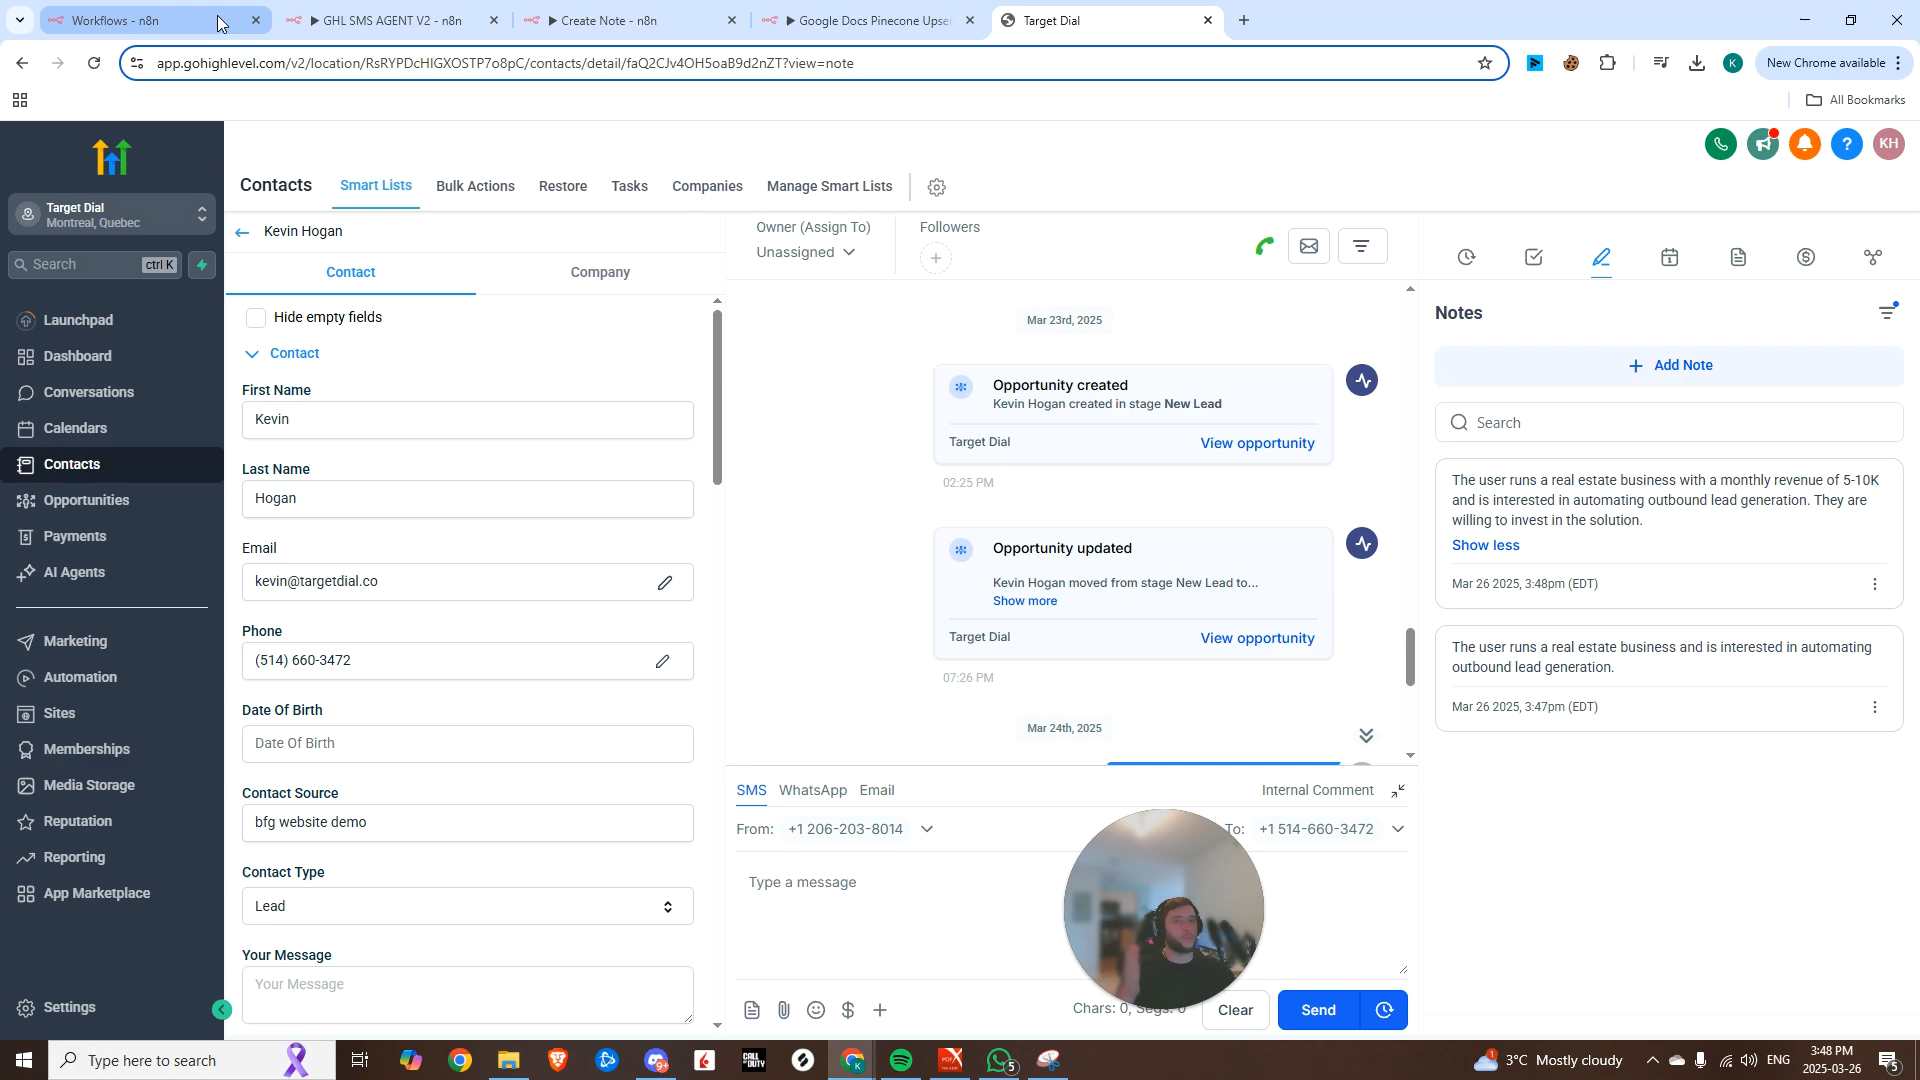 Workflows - n8n
GHL SMS AGENT V2 - n8n
Create Note - n8n
Google Docs Pinecone Upser
Target Dial
app.gohighlevel.com/v2/location/RsRYPDcHIGXOSTP7o8pC/contacts/detail/faQ2CJv4OH5oaB9d2nZT?view=note
K
New Chrome available
All Bookmarks
KH
Target Dial
Montreal, Quebec
Search
ctrl K
Launchpad
Dashboard
Conversations
Calendars
Contacts
Opportunities
Payments
AI Agents
Marketing
Automation
Sites
Memberships
Media Storage
Reputation
Reporting
App Marketplace
Settings
Contacts
Smart Lists
Bulk Actions
Restore
Tasks
Companies
Manage Smart Lists
Kevin Hogan
Contact
Company
Hide empty fields
Contact
First Name
Kevin
Last Name
Hogan
Email
kevin@targetdial.co
Phone
(514) 660-3472
Date Of Birth
Date Of Birth
Contact Source
bfg website demo
Contact Type
Lead
Your Message
Your Message
Owner (Assign To)
Unassigned
Followers
Mar 23rd, 2025
Opportunity created
Kevin Hogan created in stage New Lead
Target Dial
View opportunity
02:25 PM
Opportunity updated
Kevin Hogan moved from stage New Lead to...
Show more
Target Dial
View opportunity
07:26 PM
Mar 24th, 2025
SMS
WhatsApp
Email
Internal Comment
From:
+1 206-203-8014
To:
+1 514-660-3472
Type a message
Chars: 0, Segs: 0
Clear
Send
Notes
Add Note
Search
The user runs a real estate business with a monthly revenue of 5-10K
and is interested in automating outbound lead generation. They are
willing to invest in the solution.
Show less
Mar 26 2025, 3:48pm (EDT)
The user runs a real estate business and is interested in automating
outbound lead generation.
Mar 26 2025, 3:47pm (EDT)
Type here to search
CALL OF DUTY
9+
K
PDF
5
1
3°C Mostly cloudy
ENG
3:48 PM
2025-03-26
5